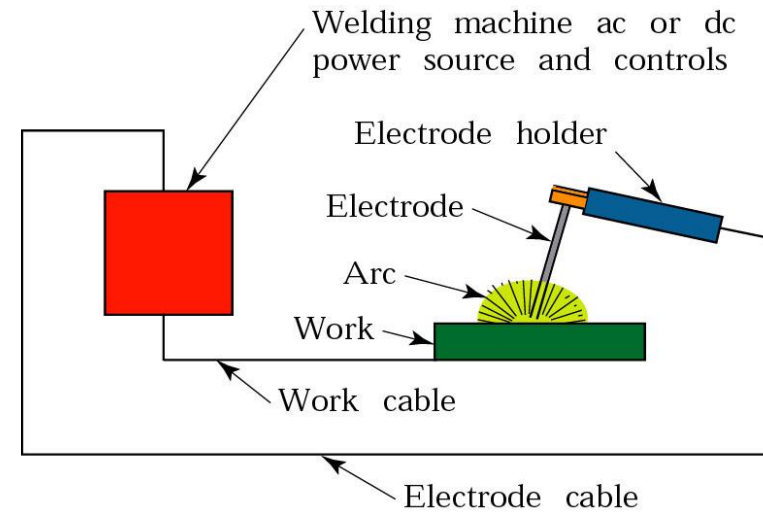 Welding machine ac or dc
power source and controls
Electrode holder
Electrode
Arc
Work
Work cable
Electrode cable